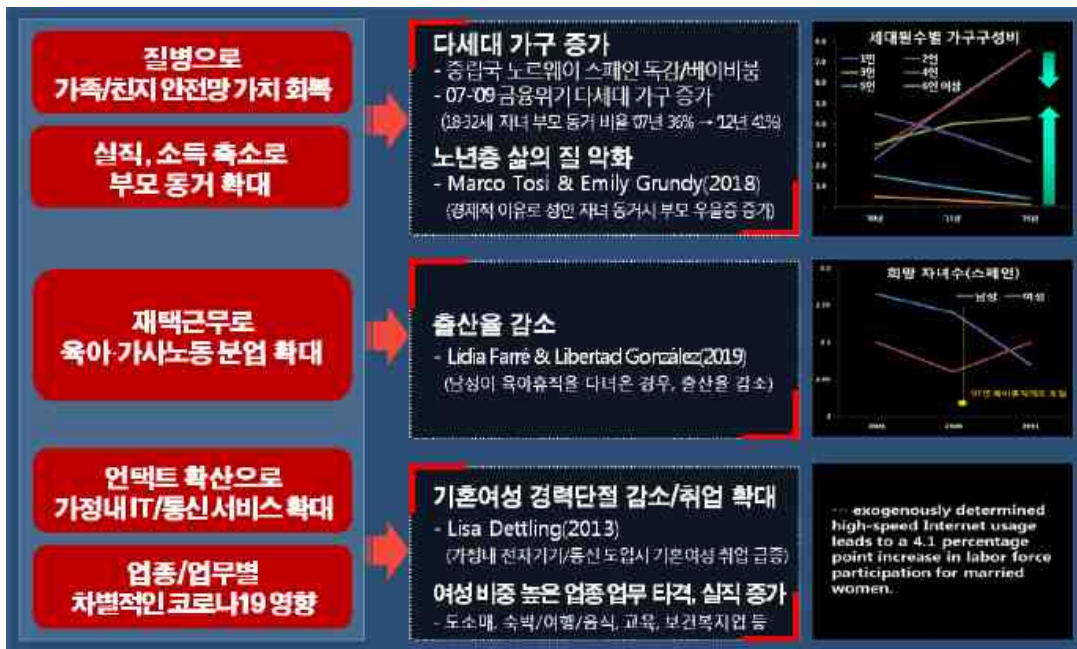 질병으로
가족/친지 안전망 가치 회복
실직, 소득 축소로
부모 동거 확대
재택근무로
육아·가사노동 분업 확대
언택트 확산으로
가정내 IT/통신 서비스 확대
업종/업무별
차별적인 코로나19 영향
다세대 가구 증가
- 중립국 노르웨이 스페인 독감/베이비붐
- 07-09 금융위기 다세대 가구 증가
(18-32세 자녀 부모 동거 비율 07년 36% → 12년 41%)
노년층 삶의 질 악화
- Marco Tosi & Emily Grundy(2018)
(경제적 이유로 성인 자녀 동거시 부모 우울증 증가)
출산율 감소
- Lídia Farré & Libertad González(2019)
(남성이 육아휴직을 다녀온 경우, 출산율 감소)
기혼여성 경력단절 감소/취업 확대
- Lisa Dettling(2013)
(가정내 전자기기/통신 도입시 기혼여성 취업 급증)
여성 비중 높은 업종 업무 타격, 실직 증가
- 도소매, 숙박/여행/음식, 교육, 보건복지업 등
세대원수별 가구구성비
1인 2인
3인 4인
5인 6인 이상
희망 자녀수(스페인)
남성 여성
... exogenously determined
high-speed Internet usage
leads to a 4.1 percentage
point increase in labor force
participation for married
women.